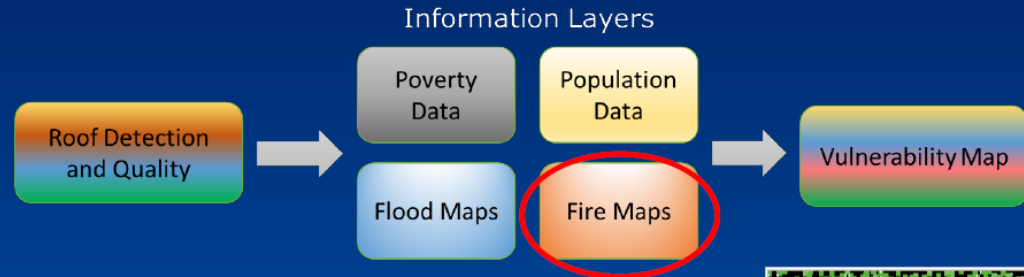 Information Layers
Roof Detection
and Quality
Poverty
Data
Population
Data
Flood Maps
Fire Maps
Vulnerability Map